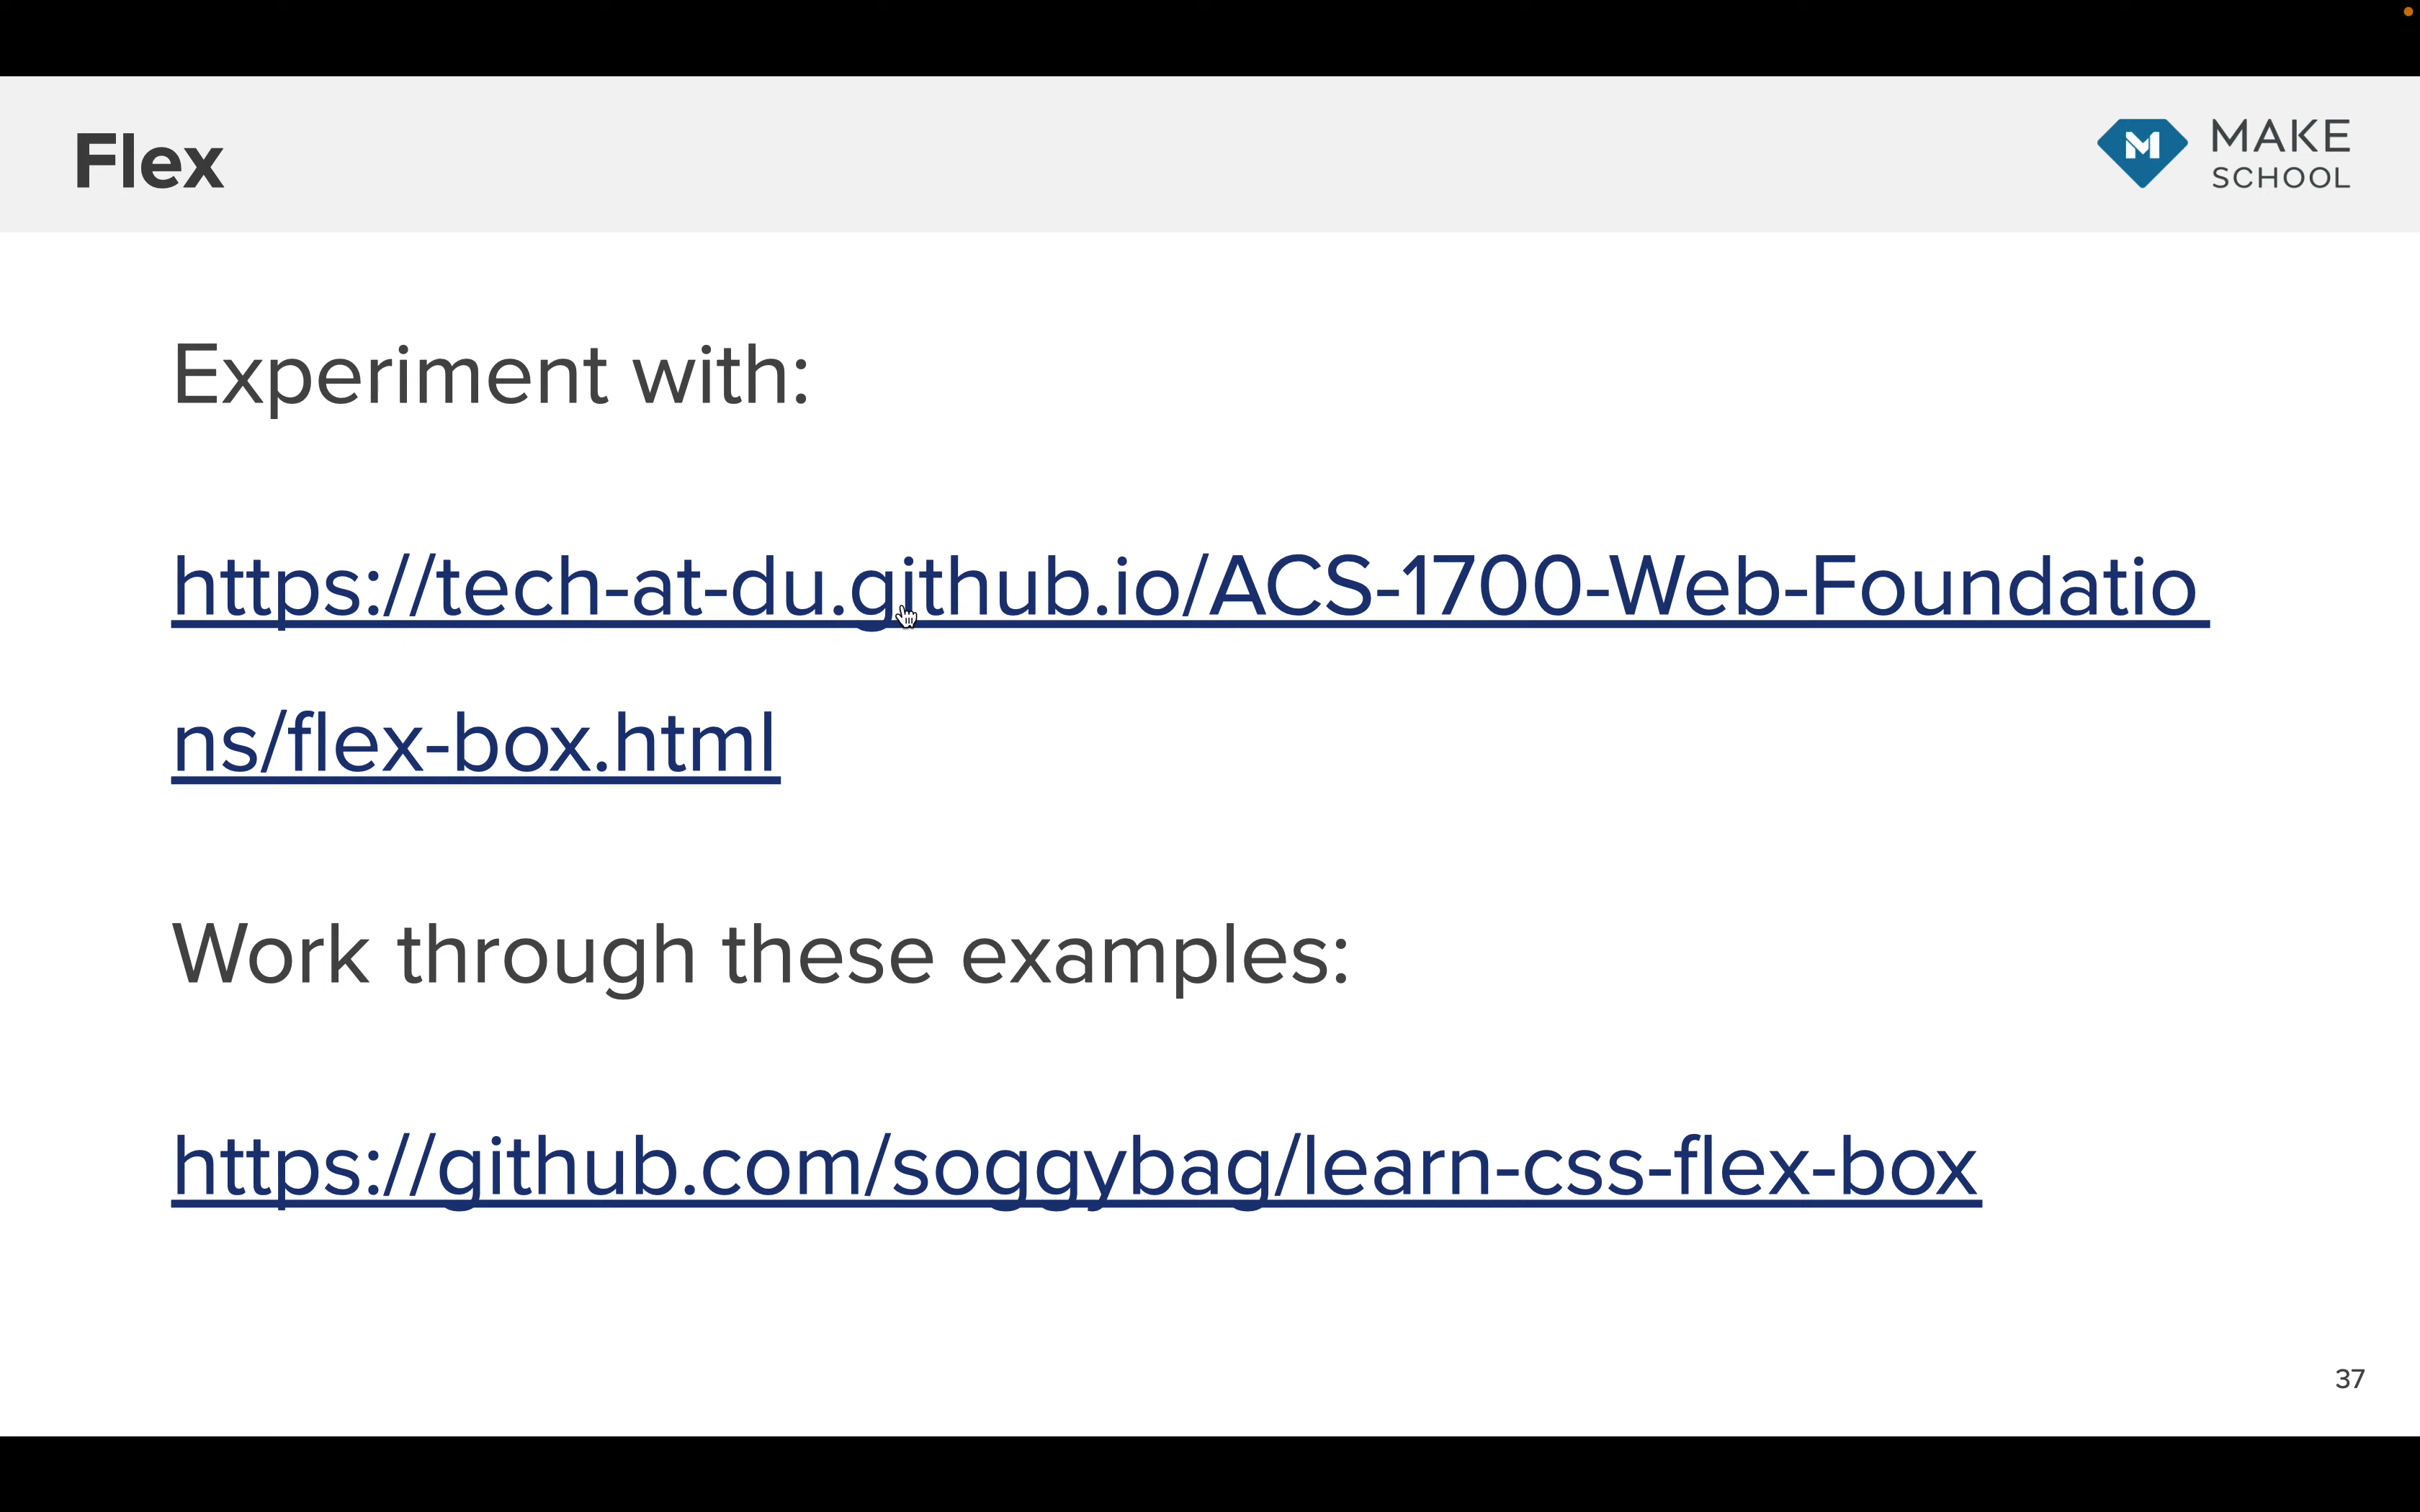 Flex
MAKE
SCHOOL
Experiment with:
https://tech-at-du.github.io/ACS-1700-Web-Foundatio
ns/flex-box.html
Work through these examples:
https://github.com/soggybag/learn-css-flex-box
37